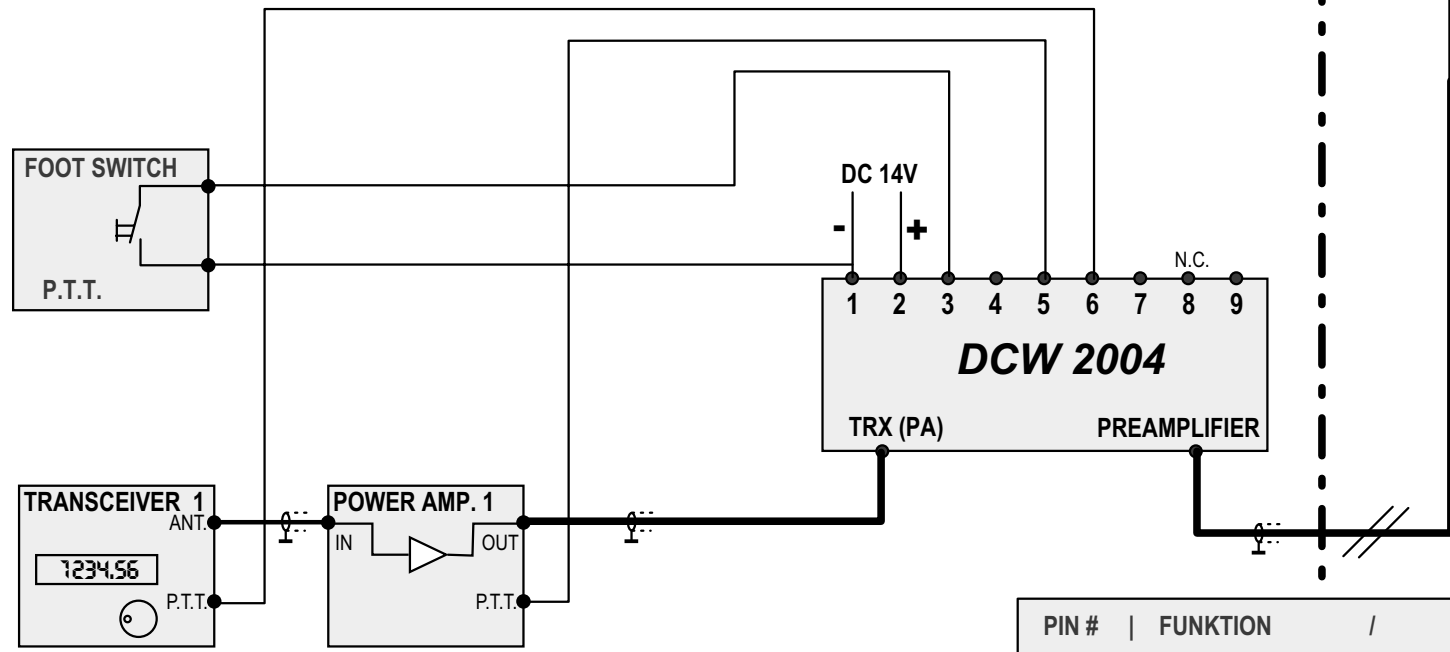 FOOT SWITCH
P.T.T.
DC 14V
- +
N.C.
1 2 3 4 5 6 7 8 9
DCW 2004
TRX (PA) PREAMPLIFIER
TRANSCEIVER 1
ANT.
7234.56
P.T.T.
POWER AMP. 1
IN OUT
P.T.T.
PIN # | FUNKTION /